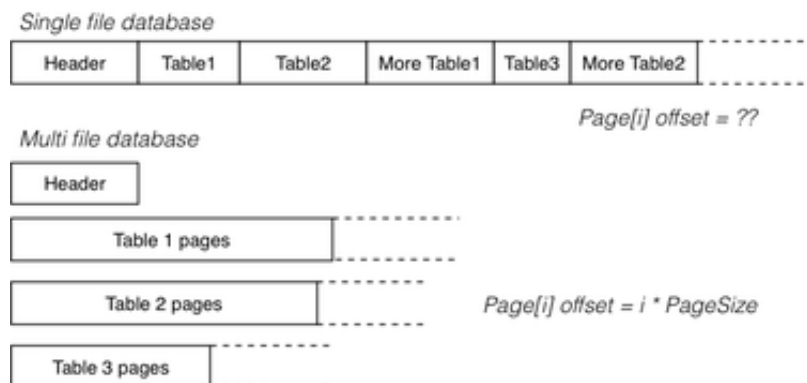 Single file database
Header Table1 Table2 More Table1 Table3 More Table2
Page[i] offset = ??
Multi file database
Header
Table 1 pages
Table 2 pages
Page[i] offset = i * PageSize
Table 3 pages